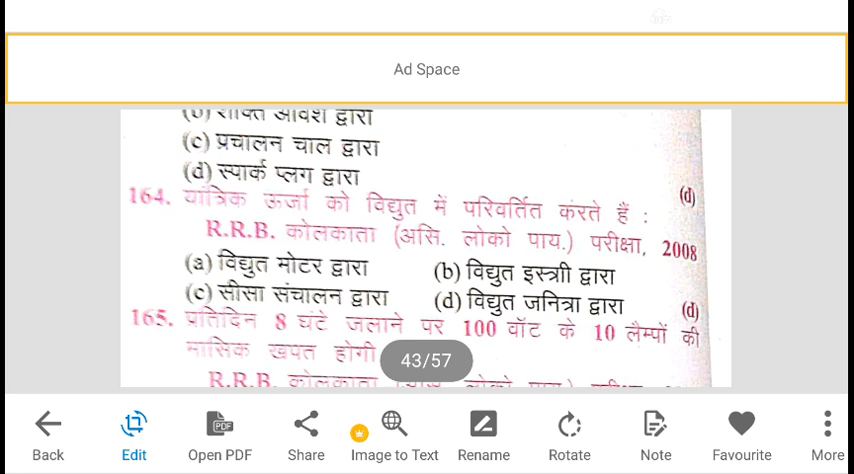 Ad Space
(c) प्रचालन चाल द्वारा
(d) स्पार्क प्लग द्वारा
(d)
164. यांत्रिक ऊर्जा को विद्युत में परिवर्तित करते हैं :
R.R.B. कोलकाता (असि. लोको पाय.) परीक्षा, 2008
(a) विद्युत मोटर द्वारा (b) विद्युत इस्त्री द्वारा
(c) सीसा संचालन द्वारा (d) विद्युत जनित्रा द्वारा (d)
165. प्रतिदिन 8 घंटे जलाने पर 100 वॉट के 10 लैम्पों की
मासिक खपत होगी
43/57
R.R.B.
Back Edit Open PDF Share Image to Text Rename Rotate Note Favourite More
PDF